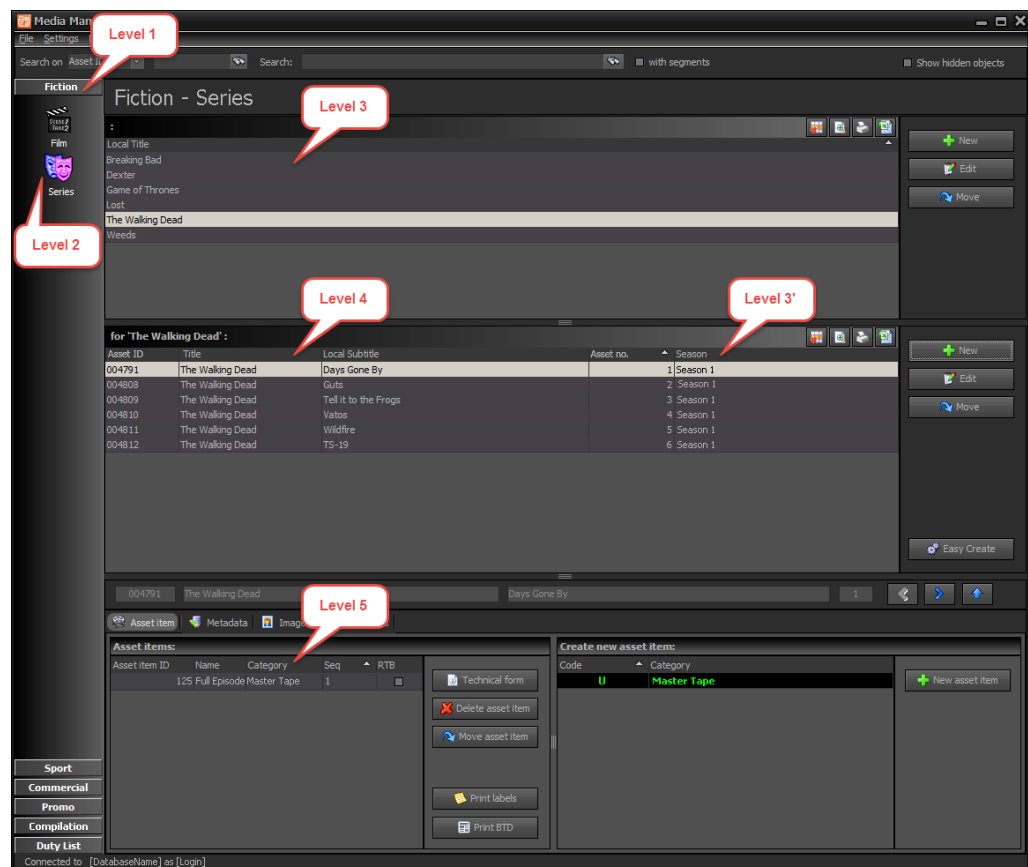 Media Man
Level 1
File Settings
Search on Asset I
Search:
with segments
Show hidden objects
Fiction
Fiction - Series
Level 3
Film
Series
Level 2
:
Local Title
Breaking Bad
Dexter
Game of Thrones
Lost
The Walking Dead
Weeds
New
Edit
Move
Level 4
Level 3'
for 'The Walking Dead' :
Asset ID Title Local Subtitle Asset no. Season
004791 The Walking Dead Days Gone By 1 Season 1
004808 The Walking Dead Guts 2 Season 1
004809 The Walking Dead Tell it to the Frogs 3 Season 1
004810 The Walking Dead Vatos 4 Season 1
004811 The Walking Dead Wildfire 5 Season 1
004812 The Walking Dead TS-19 6 Season 1
New
Edit
Move
Easy Create
004791 The Walking Dead Days Gone By 1
Level 5
Asset item Metadata Imag
Asset items:
Asset item ID Name Category Seq RTB
125 Full Episode Master Tape 1
Technical form
Delete asset item
Move asset item
Print labels
Print BTD
Create new asset item:
Code Category
U Master Tape
New asset item
Sport
Commercial
Promo
Compilation
Duty List
Connected to [DatabaseName] as [Login]